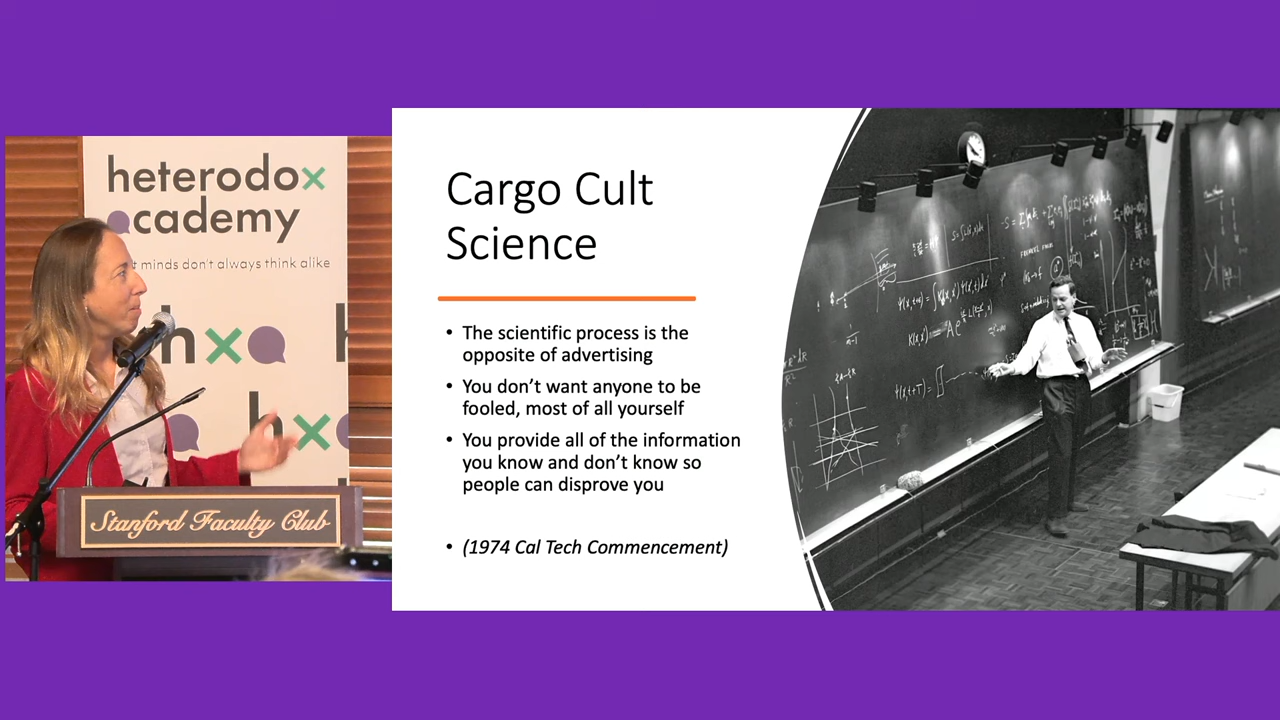 heterodox
academy
t minds don't always think alike
hx
hx
Stanford Faculty Club
Cargo Cult
Science
• The scientific process is the
opposite of advertising
• You don't want anyone to be
fooled, most of all yourself
• You provide all of the information
you know and don't know so
people can disprove you
• (1974 Cal Tech Commencement)